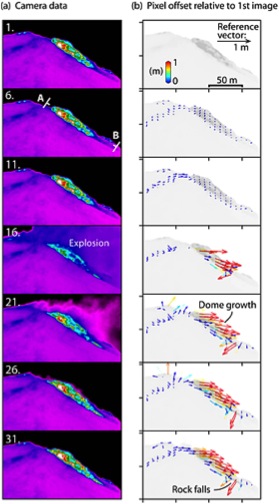 (a) Camera data
(b) Pixel offset relative to 1st image
1.
Reference
vector:
1 m
(m)
1
0
50 m
6.
A
B
11.
16.
Explosion
21.
Dome growth
26.
31.
Rock falls